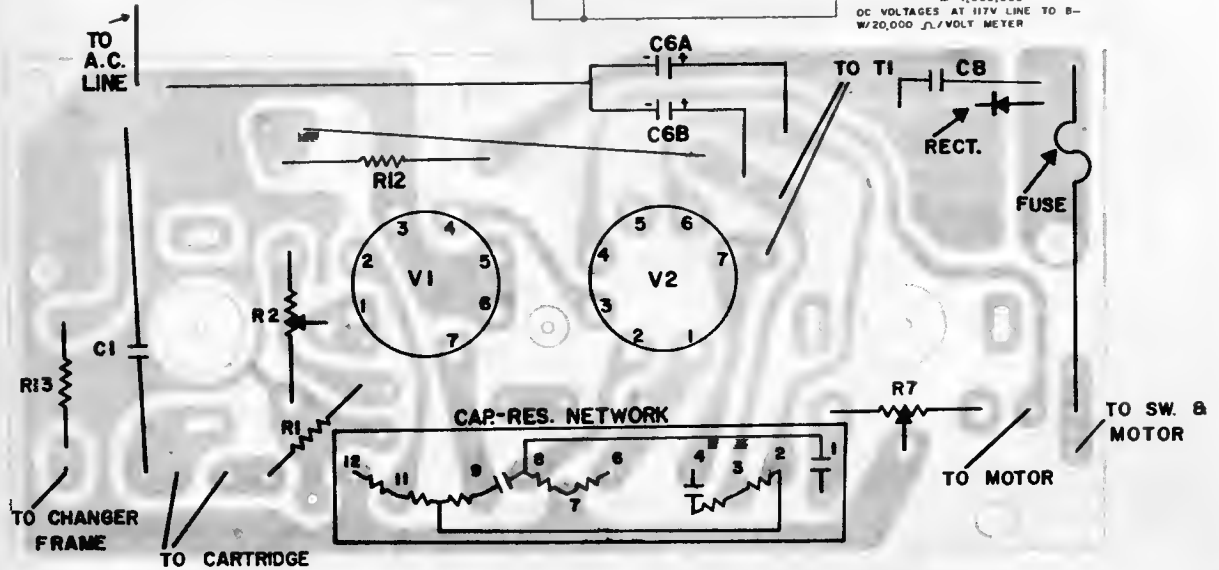 DC VOLTAGES AT 117V LINE TO B–
W/20,000 Ω/VOLT METER
TO
A.C.
LINE
C6A
- +
TO T1
C8
- +
C6B
RECT.
R12
FUSE
3 4
5 6
2 V1 5
4 V2 7
1 6
3
7
2 1
R2
C1
R13
R7
R1
CAP.-RES. NETWORK
TO SW. &
MOTOR
12 11 9 8 7 6 4 3 2 1
TO MOTOR
TO CHANGER
FRAME
TO CARTRIDGE